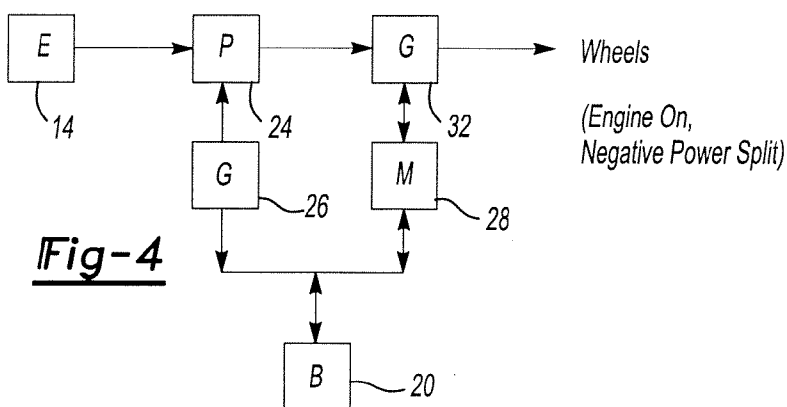 E
P
G
Wheels
14
24
32
(Engine On,
Negative Power Split)
G
M
26
28
Fig-4
B
20